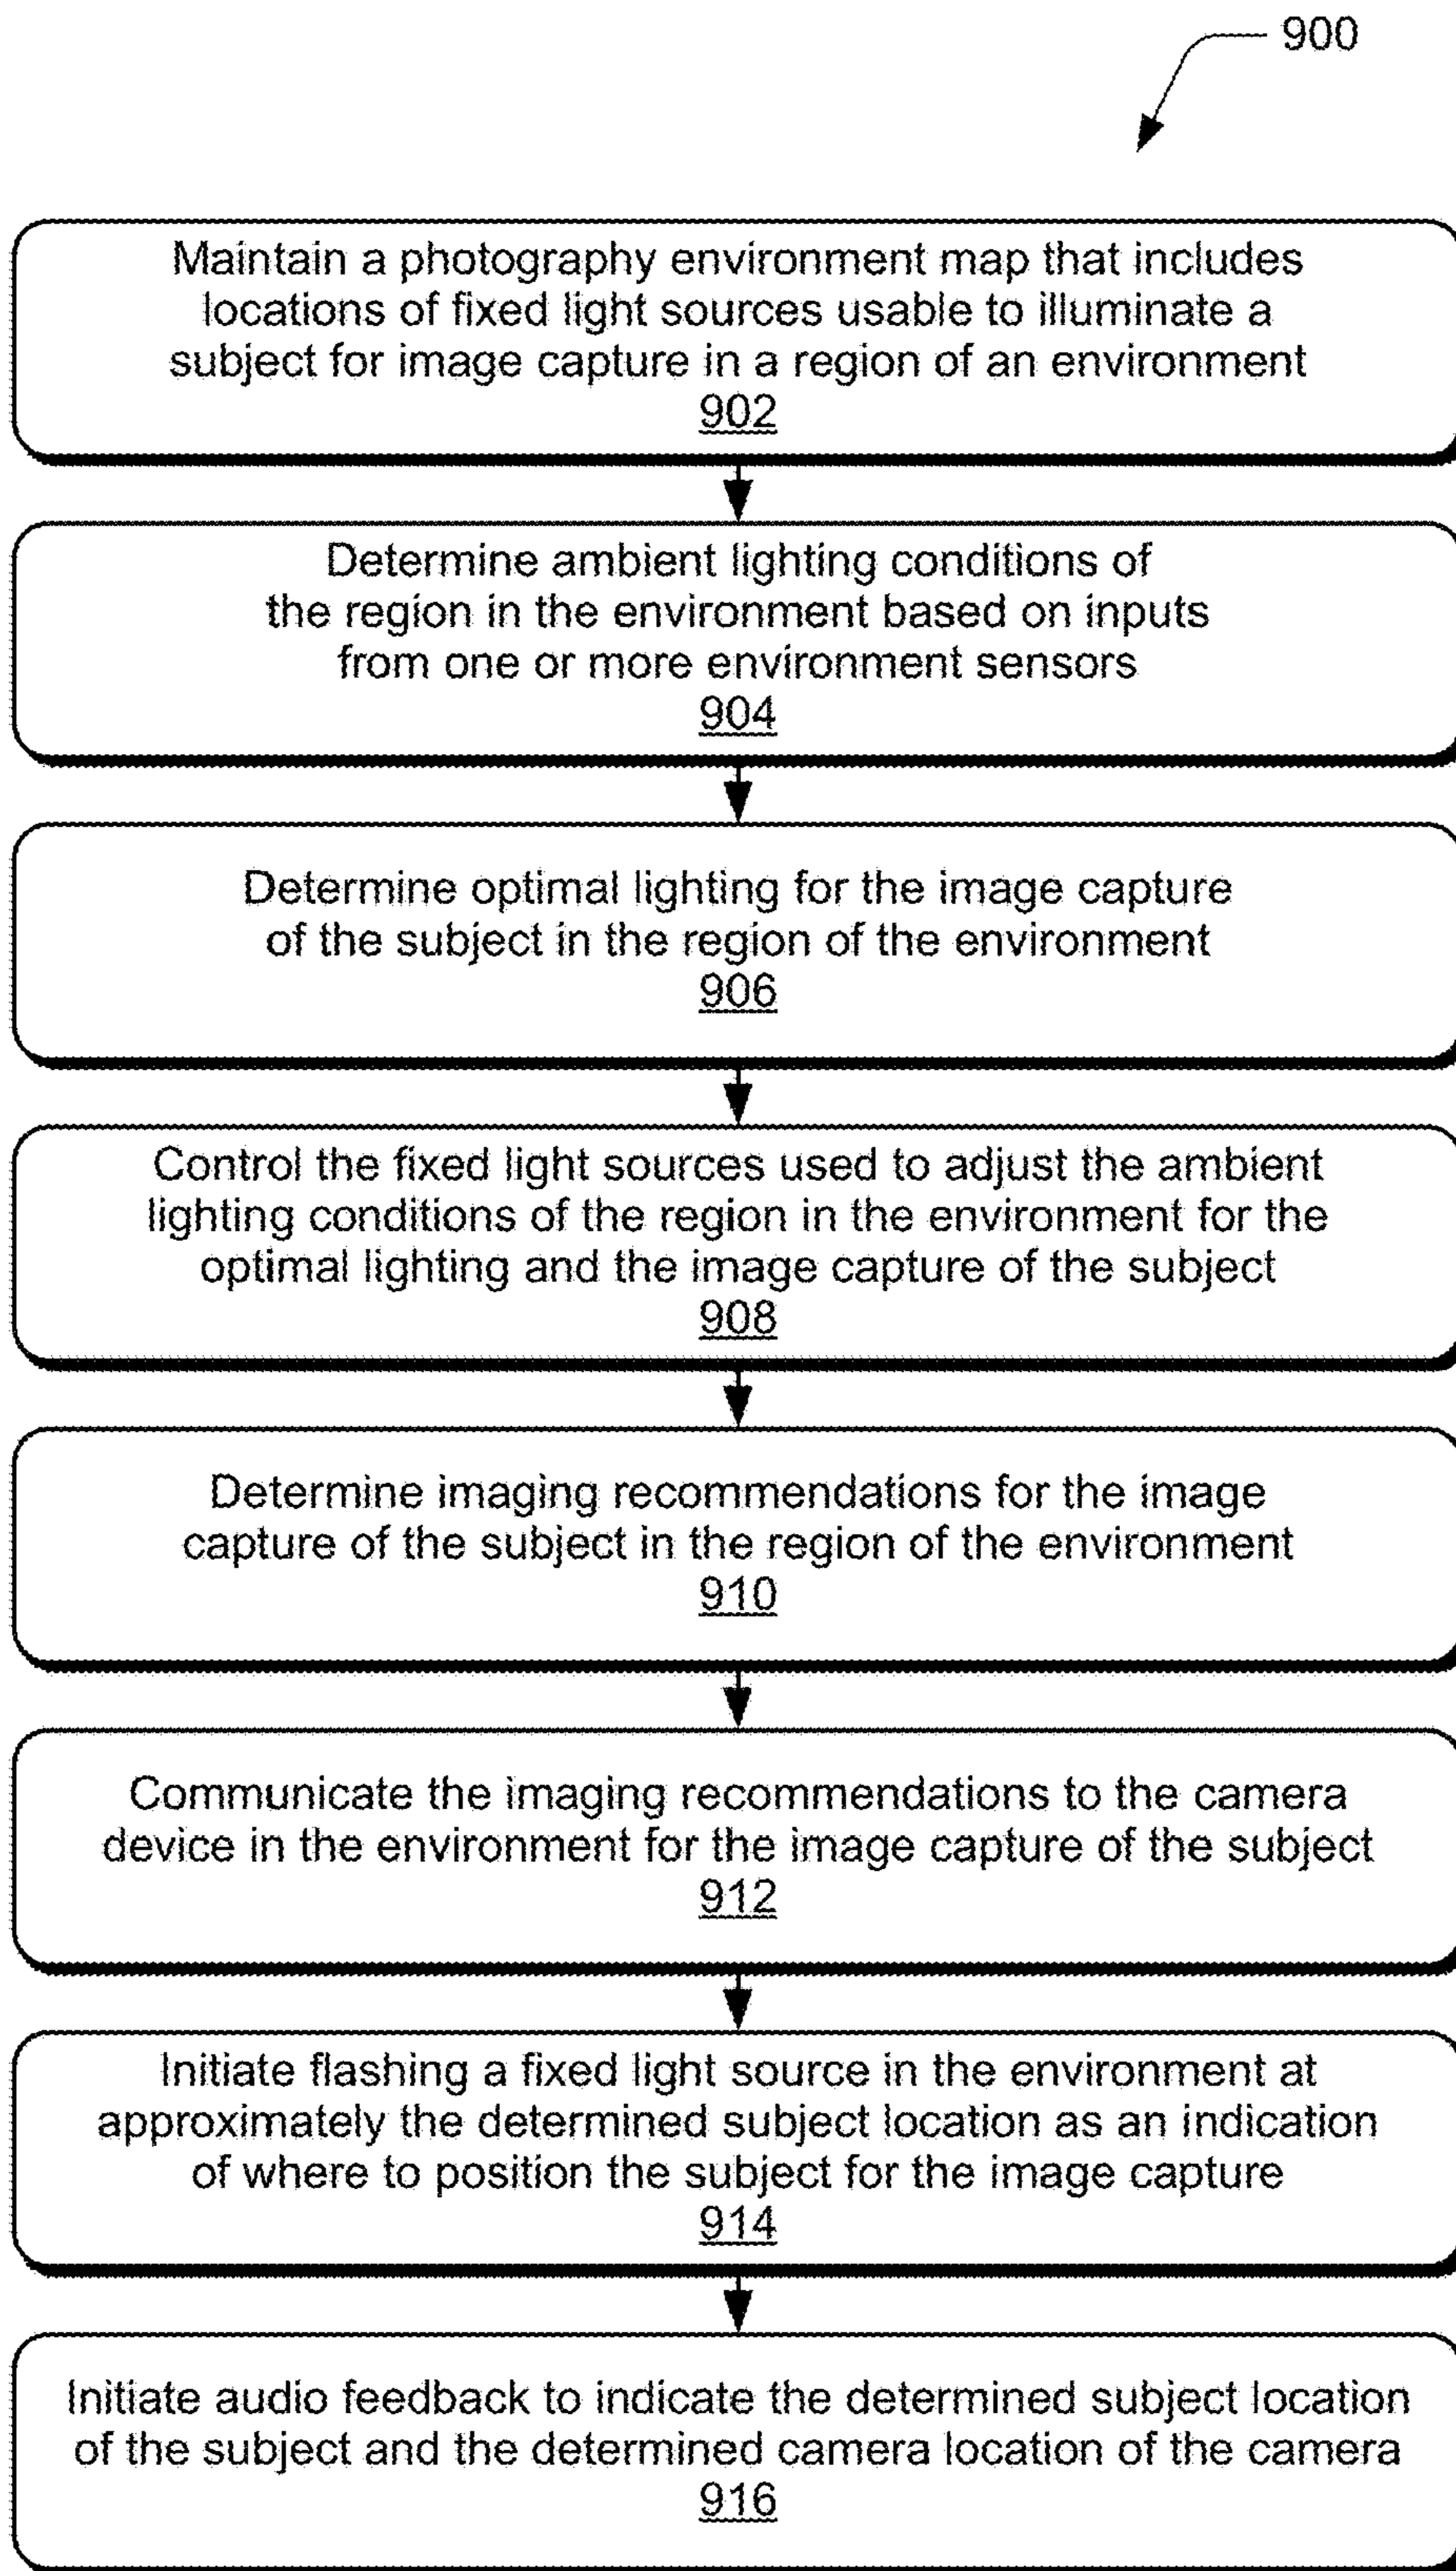 900
Maintain a photography environment map that includes
locations of fixed light sources usable to illuminate a
subject for image capture in a region of an environment
902
Determine ambient lighting conditions of
the region in the environment based on inputs
from one or more environment sensors
904
Determine optimal lighting for the image capture
of the subject in the region of the environment
906
Control the fixed light sources used to adjust the ambient
lighting conditions of the region in the environment for the
optimal lighting and the image capture of the subject
908
Determine imaging recommendations for the image
capture of the subject in the region of the environment
910
Communicate the imaging recommendations to the camera
device in the environment for the image capture of the subject
912
Initiate flashing a fixed light source in the environment at
approximately the determined subject location as an indication
of where to position the subject for the image capture
914
Initiate audio feedback to indicate the determined subject location
of the subject and the determined camera location of the camera
916